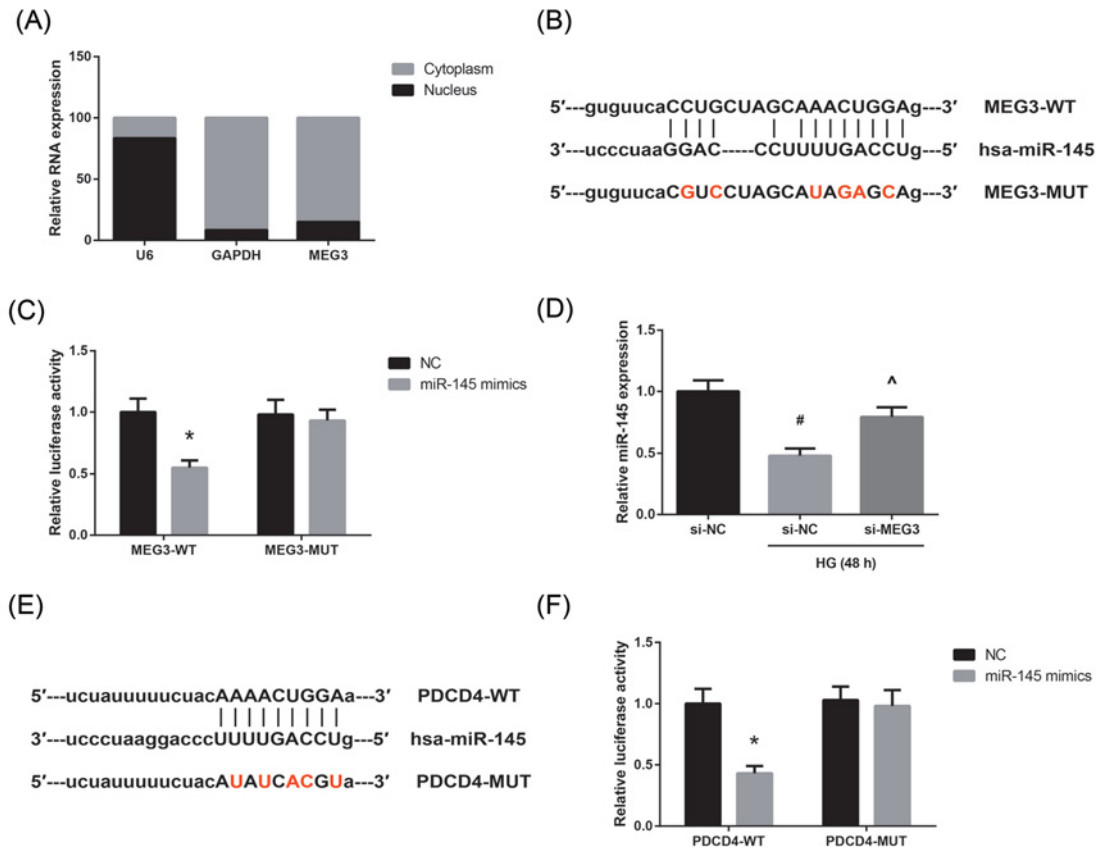 (A)
Relative RNA expression
150
100
50
0
U6
GAPDH
MEG3
Cytoplasm
Nucleus
(B)
5′---guguucaCCUGCUAGCAAACUGGAg---3′ MEG3-WT
3′---ucccuaaGGAC-----CCUUUUGACCUg---5′ hsa-miR-145
5′---guguucaCGUCCUAGCAUAGAGCAg---3′ MEG3-MUT
(C)
Relative luciferase activity
1.5
1.0
0.5
0.0
*
MEG3-WT
MEG3-MUT
NC
miR-145 mimics
(D)
Relative miR-145 expression
1.5
1.0
0.5
0.0
#
^
si-NC
si-NC
si-MEG3
HG (48 h)
(E)
5′---ucuauuuuucuacAAAACUGGAa---3′ PDCD4-WT
3′---ucccuaaggacccUUUUGACCUg---5′ hsa-miR-145
5′---ucuauuuuucuacAUAUCACGUa---3′ PDCD4-MUT
(F)
Relative luciferase activity
1.5
1.0
0.5
0.0
*
PDCD4-WT
PDCD4-MUT
NC
miR-145 mimics